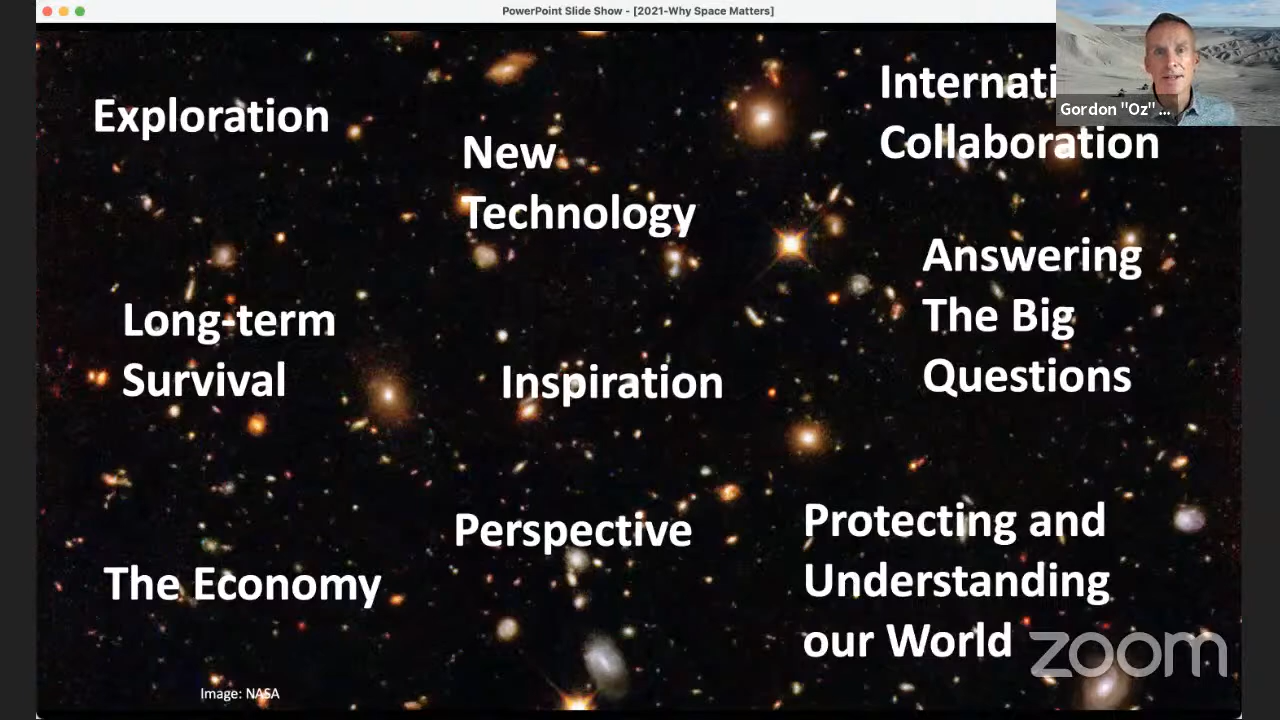 PowerPoint Slide Show - [2021-Why Space Matters]
Gordon "Oz" ...
Exploration
New
Technology
Internati
Collaboration
Long-term
Survival
Inspiration
Answering
The Big
Questions
The Economy
Perspective
Protecting and
Understanding
our World
Image: NASA
zoom